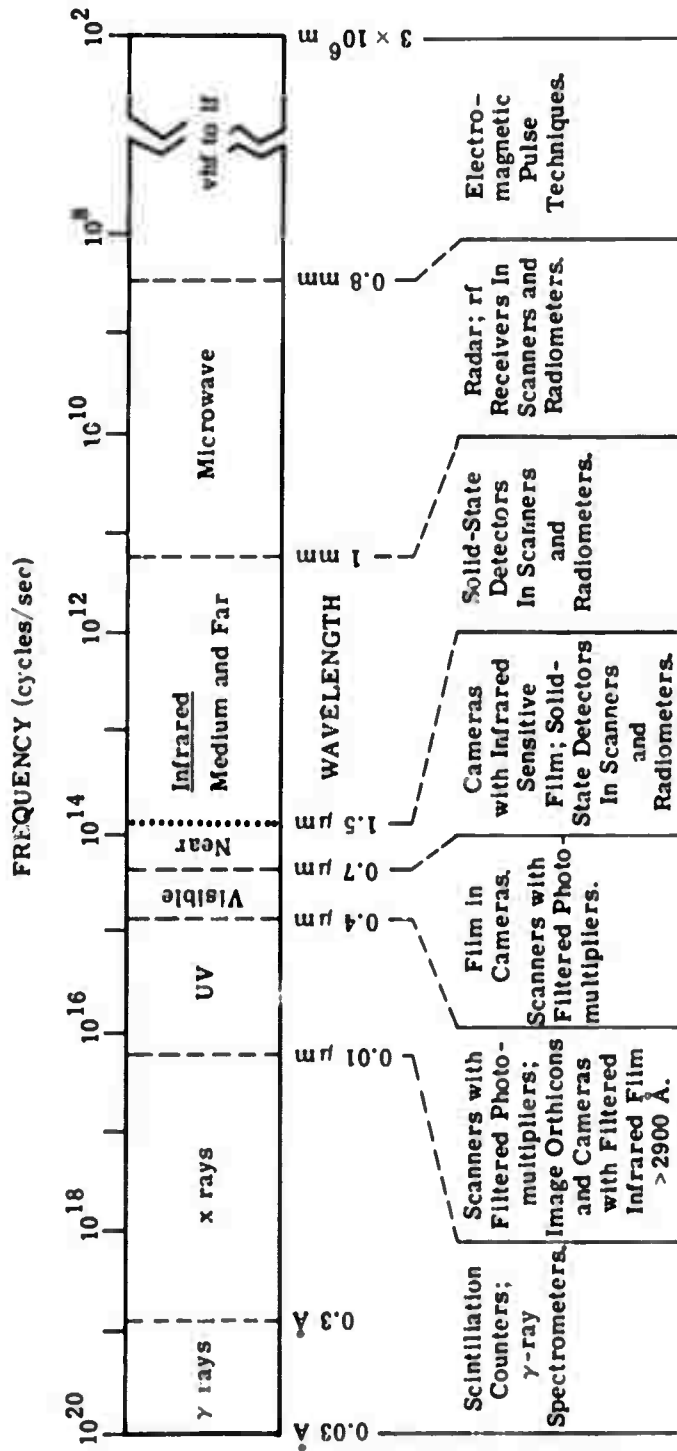 FREQUENCY (cycles/sec)
10^20
10^18
10^16
10^14
10^12
10^10
10^8
10^2
γ rays
x rays
UV
Visible
Near
Infrared
Medium and Far
Microwave
vhf to lf
0.03 Å
0.3 Å
0.01 μm
0.4 μm
0.7 μm
1.5 μm
WAVELENGTH
1 mm
0.8 mm
3 × 10^6 m
Scintillation
Counters;
γ-ray
Spectrometers.
Scanners with
Filtered Photo-
multipliers;
Image Orthicons
and Cameras
with Filtered
Infrared Film
>2900 Å.
Film in
Cameras.
Scanners with
Filtered Photo-
multipliers.
Cameras
with Infrared
Sensitive
Film; Solid-
State Detectors
In Scanners
and
Radiometers.
Solid-State
Detectors
In Scanners
and
Radiometers.
Radar; rf
Receivers In
Scanners and
Radiometers.
Electro-
magnetic
Pulse
Techniques.